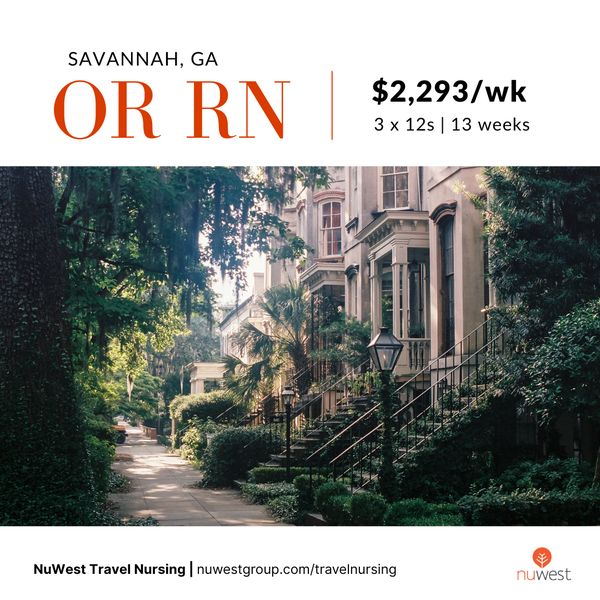 SAVANNAH, GA
OR RN
$2,293/wk
3 x 12s | 13 weeks
NuWest Travel Nursing | nuwestgroup.com/travelnursing
nuwest